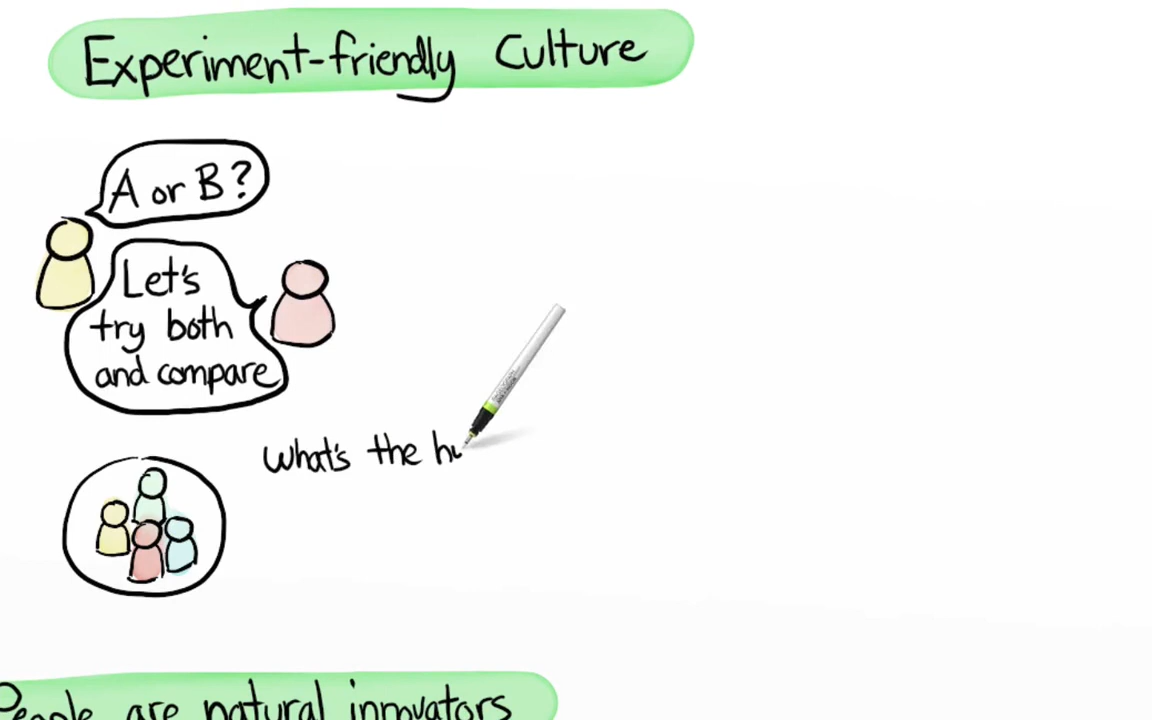 Experiment-friendly Culture
A or B?
Let's
try both
and compare
What's the
People are natural innovators